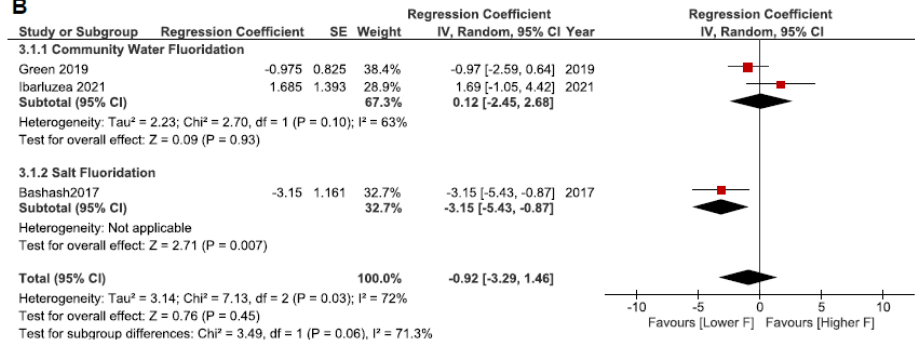 B
Regression Coefficient Regression Coefficient
Study or Subgroup Regression Coefficient SE Weight IV, Random, 95% CI Year IV, Random, 95% CI
3.1.1 Community Water Fluoridation
Green 2019 -0.975 0.825 38.4% -0.97 [-2.59, 0.64] 2019
Ibarluzea 2021 1.685 1.393 28.9% 1.69 [-1.05, 4.42] 2021
Subtotal (95% CI) 67.3% 0.12 [-2.45, 2.68]
Heterogeneity: Tau² = 2.23; Chi² = 2.70, df = 1 (P = 0.10); I² = 63%
Test for overall effect: Z = 0.09 (P = 0.93)
3.1.2 Salt Fluoridation
Bashash2017 -3.15 1.161 32.7% -3.15 [-5.43, -0.87] 2017
Subtotal (95% CI) 32.7% -3.15 [-5.43, -0.87]
Heterogeneity: Not applicable
Test for overall effect: Z = 2.71 (P = 0.007)
Total (95% CI) 100.0% -0.92 [-3.29, 1.46]
Heterogeneity: Tau² = 3.14; Chi² = 7.13, df = 2 (P = 0.03); I² = 72%
Test for overall effect: Z = 0.76 (P = 0.45)
Test for subgroup differences: Chi² = 3.49, df = 1 (P = 0.06), I² = 71.3%
-10 -5 0 5 10
Favours [Lower F] Favours [Higher F]